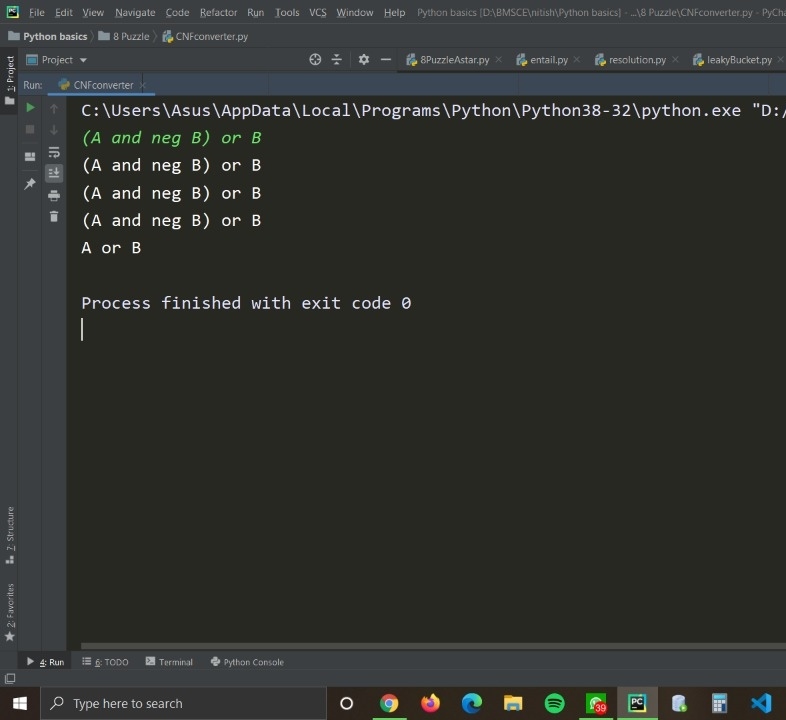 File Edit View Navigate Code Refactor Run Tools VCS Window Help Python basics [D:\BMSCE\nitish\Python basics] - ...\8 Puzzle\CNFconverter.py - PyCha
Python basics 8 Puzzle CNFconverter.py
1: Project
Project 8PuzzleAstar.py entail.py resolution.py leakyBucket.py
Run: CNFconverter
C:\Users\Asus\AppData\Local\Programs\Python\Python38-32\python.exe "D:/
(A and neg B) or B
(A and neg B) or B
(A and neg B) or B
(A and neg B) or B
A or B
Process finished with exit code 0
7: Structure
2: Favorites
4: Run 6: TODO Terminal Python Console
Type here to search
39
PC